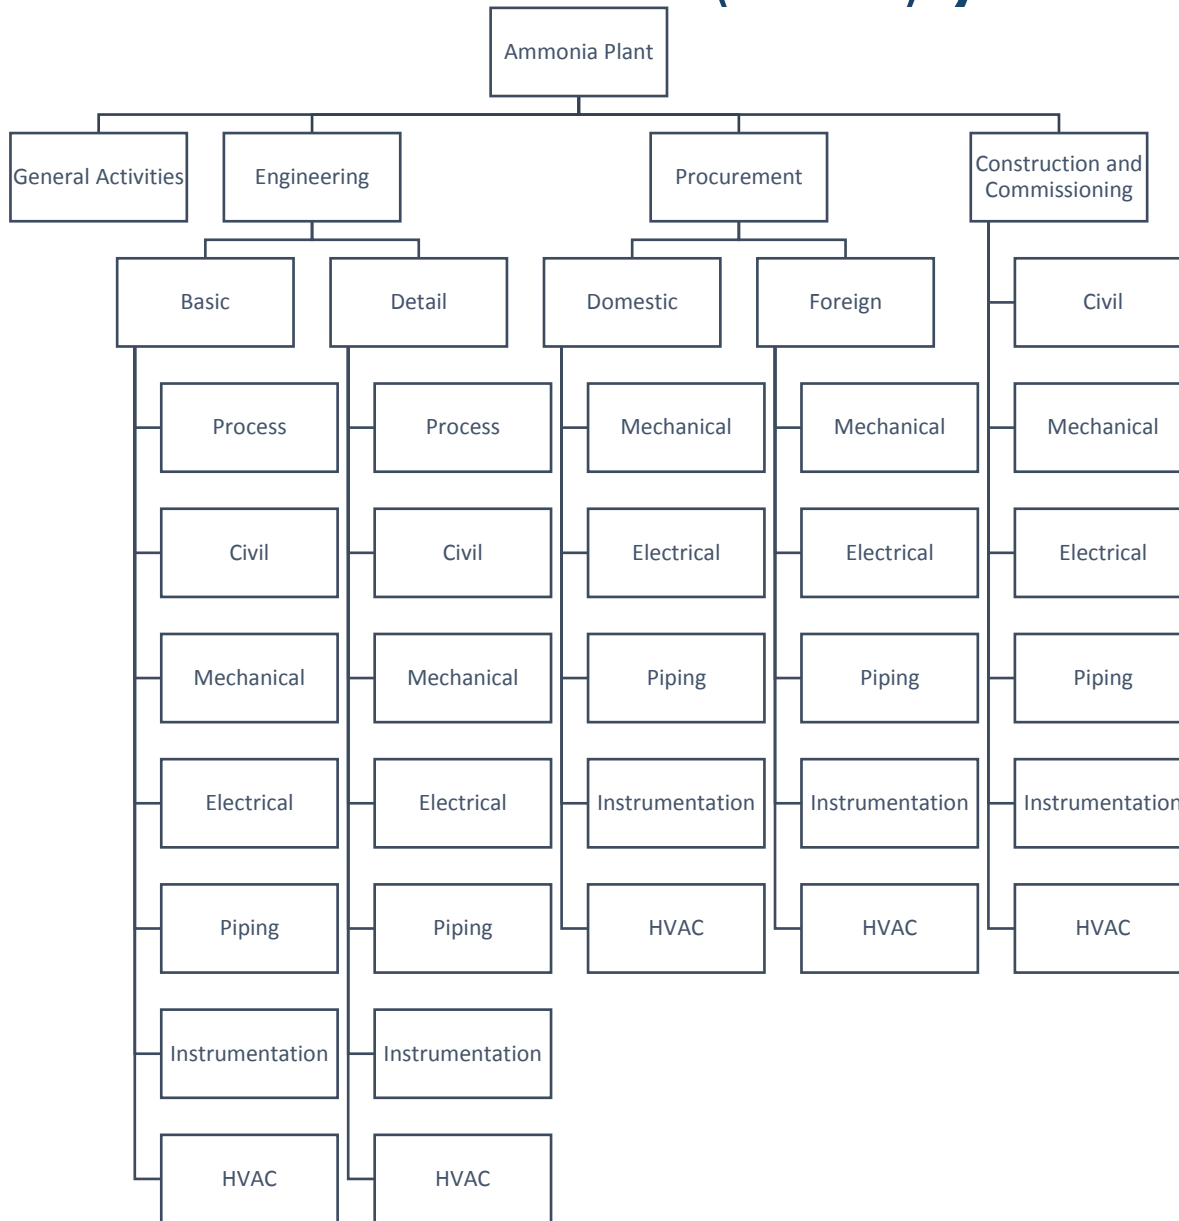 Ammonia Plant
General Activities
Engineering
Procurement
Construction and
Commissioning
Basic
Detail
Domestic
Foreign
Civil
Process
Process
Mechanical
Mechanical
Mechanical
Civil
Civil
Electrical
Electrical
Electrical
Mechanical
Mechanical
Piping
Piping
Piping
Electrical
Electrical
Instrumentation
Instrumentation
Instrumentation
Piping
Piping
HVAC
HVAC
HVAC
Instrumentation
Instrumentation
HVAC
HVAC